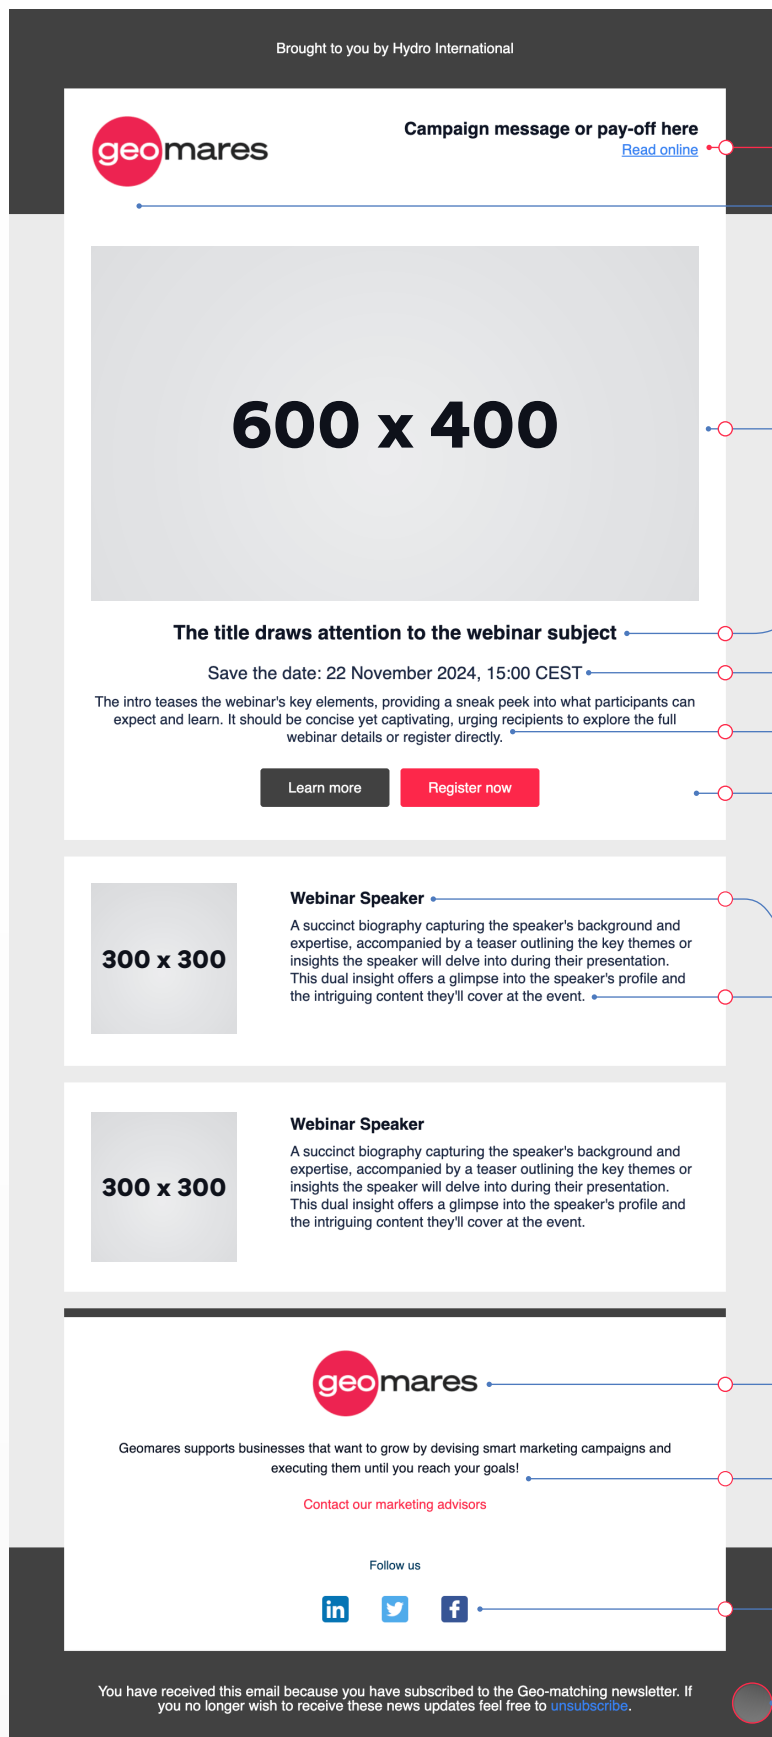 Brought to you by Hydro International
geomares
Campaign message or pay-off here
Read online
600 x 400
The title draws attention to the webinar subject
Save the date: 22 November 2024, 15:00 CEST
The intro teases the webinar's key elements, providing a sneak peek into what participants can
expect and learn. It should be concise yet captivating, urging recipients to explore the full
webinar details or register directly.
Learn more
Register now
300 x 300
Webinar Speaker
A succinct biography capturing the speaker's background and
expertise, accompanied by a teaser outlining the key themes or
insights the speaker will delve into during their presentation.
This dual insight offers a glimpse into the speaker's profile and
the intriguing content they'll cover at the event.
300 x 300
Webinar Speaker
A succinct biography capturing the speaker's background and
expertise, accompanied by a teaser outlining the key themes or
insights the speaker will delve into during their presentation.
This dual insight offers a glimpse into the speaker's profile and
the intriguing content they'll cover at the event.
geomares
Geomares supports businesses that want to grow by devising smart marketing campaigns and
executing them until you reach your goals!
Contact our marketing advisors
Follow us
in
f
You have received this email because you have subscribed to the Geo-matching newsletter. If
you no longer wish to receive these news updates feel free to unsubscribe.